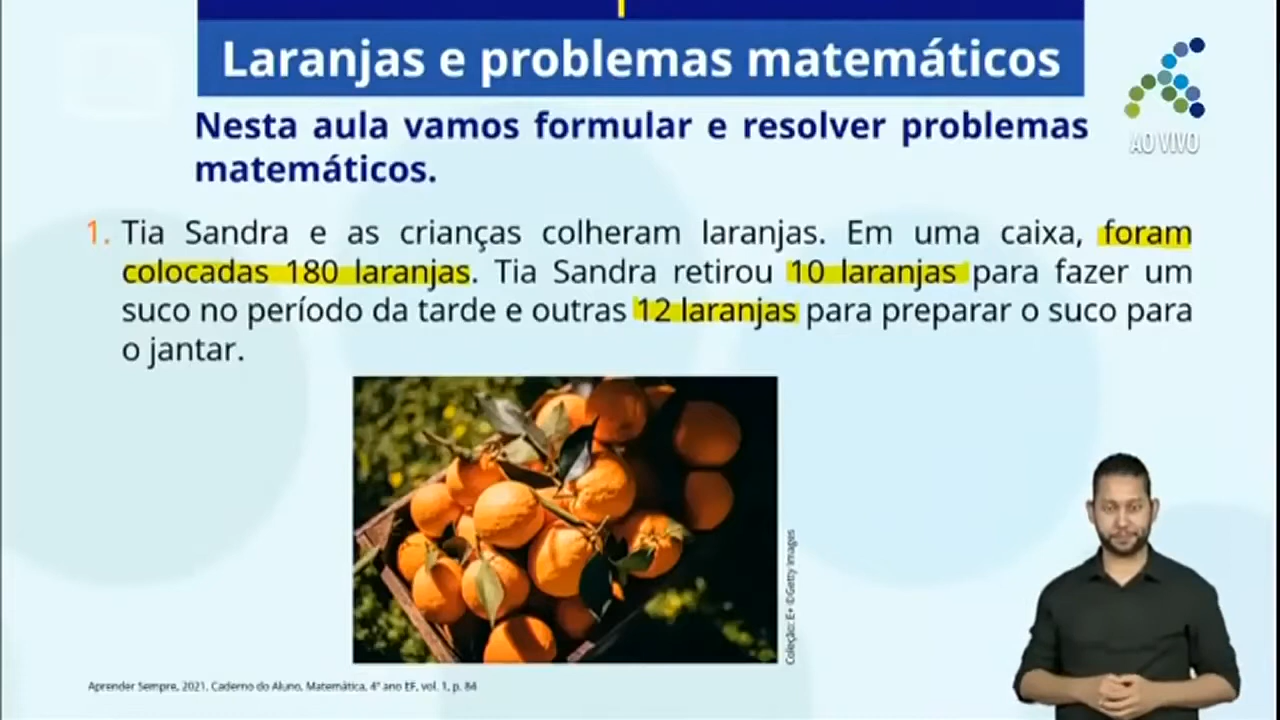 Laranjas e problemas matemáticos
AO VIVO
Nesta aula vamos formular e resolver problemas
matemáticos.
1. Tia Sandra e as crianças colheram laranjas. Em uma caixa, foram
colocadas 180 laranjas. Tia Sandra retirou 10 laranjas para fazer um
suco no período da tarde e outras 12 laranjas para preparar o suco para
o jantar.
Coleção: E+ ©Getty Images
Aprender Sempre, 2021. Caderno do Aluno, Matemática, 4º ano EF, vol. 1, p. 84